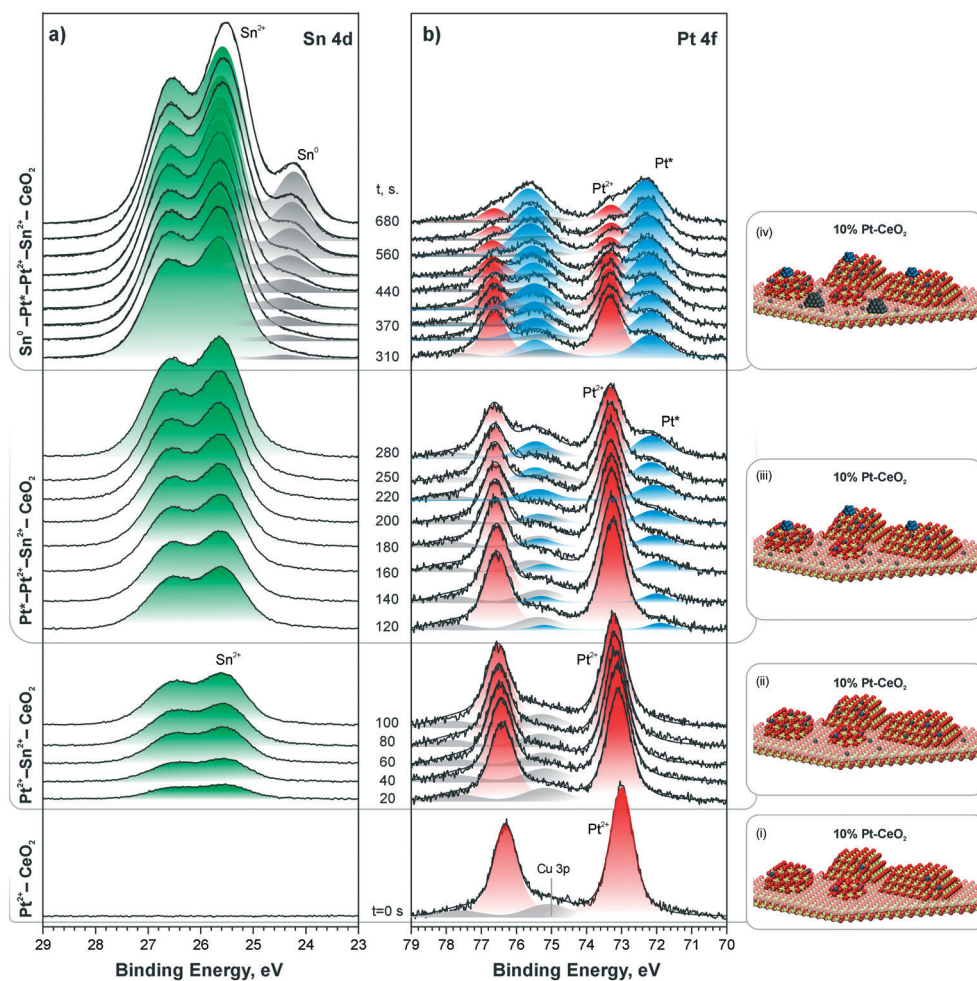 a)
Sn 4d
Sn²⁺
Sn⁰
Sn⁰–Pt*–Pt²⁺–Sn²⁺– CeO₂
Pt*–Pt²⁺–Sn²⁺– CeO₂
Sn²⁺
Pt²⁺–Sn²⁺– CeO₂
Pt²⁺– CeO₂
29 28 27 26 25 24 23
Binding Energy, eV
t, s.
680
560
440
370
310
280
250
220
200
180
160
140
120
100
80
60
40
20
t=0 s
b)
Pt 4f
Pt*
Pt²⁺
Pt²⁺
Pt*
Pt²⁺
Pt²⁺
Cu 3p
79 78 77 76 75 74 73 72 71 70
Binding Energy, eV
(iv)
10% Pt-CeO₂
(iii)
10% Pt-CeO₂
(ii)
10% Pt-CeO₂
(i)
10% Pt-CeO₂